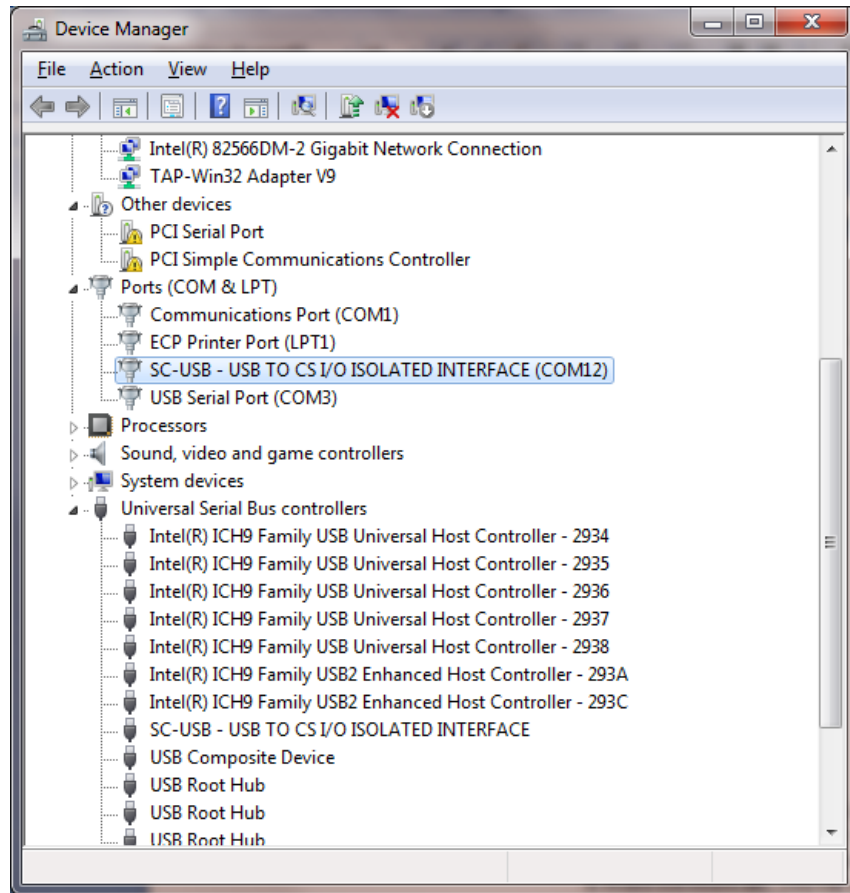 Device Manager
File Action View Help
Intel(R) 82566DM-2 Gigabit Network Connection
TAP-Win32 Adapter V9
Other devices
PCI Serial Port
PCI Simple Communications Controller
Ports (COM & LPT)
Communications Port (COM1)
ECP Printer Port (LPT1)
SC-USB - USB TO CS I/O ISOLATED INTERFACE (COM12)
USB Serial Port (COM3)
Processors
Sound, video and game controllers
System devices
Universal Serial Bus controllers
Intel(R) ICH9 Family USB Universal Host Controller - 2934
Intel(R) ICH9 Family USB Universal Host Controller - 2935
Intel(R) ICH9 Family USB Universal Host Controller - 2936
Intel(R) ICH9 Family USB Universal Host Controller - 2937
Intel(R) ICH9 Family USB Universal Host Controller - 2938
Intel(R) ICH9 Family USB2 Enhanced Host Controller - 293A
Intel(R) ICH9 Family USB2 Enhanced Host Controller - 293C
SC-USB - USB TO CS I/O ISOLATED INTERFACE
USB Composite Device
USB Root Hub
USB Root Hub
USB Root Hub